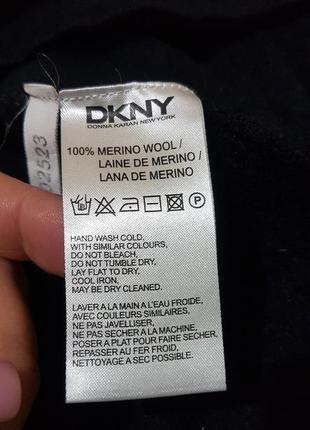 DKNY
DONNA KARAN NEW YORK
100% MERINO WOOL /
LAINE DE MERINO /
LANA DE MERINO
P
HAND WASH COLD,
WITH SIMILAR COLOURS,
DO NOT BLEACH,
DO NOT TUMBLE DRY,
LAY FLAT TO DRY,
COOL IRON,
MAY BE DRY CLEANED.
LAVER A LA MAIN A L'EAU FROIDE,
AVEC COULEURS SIMILAIRES,
NE PAS JAVELLISER,
NE PAS SECHER A LA MACHINE,
POSER A PLAT POUR FAIRE SECHER,
REPASSER AU FER FROID,
NETTOYAGE A SEC POSSIBLE.
02523